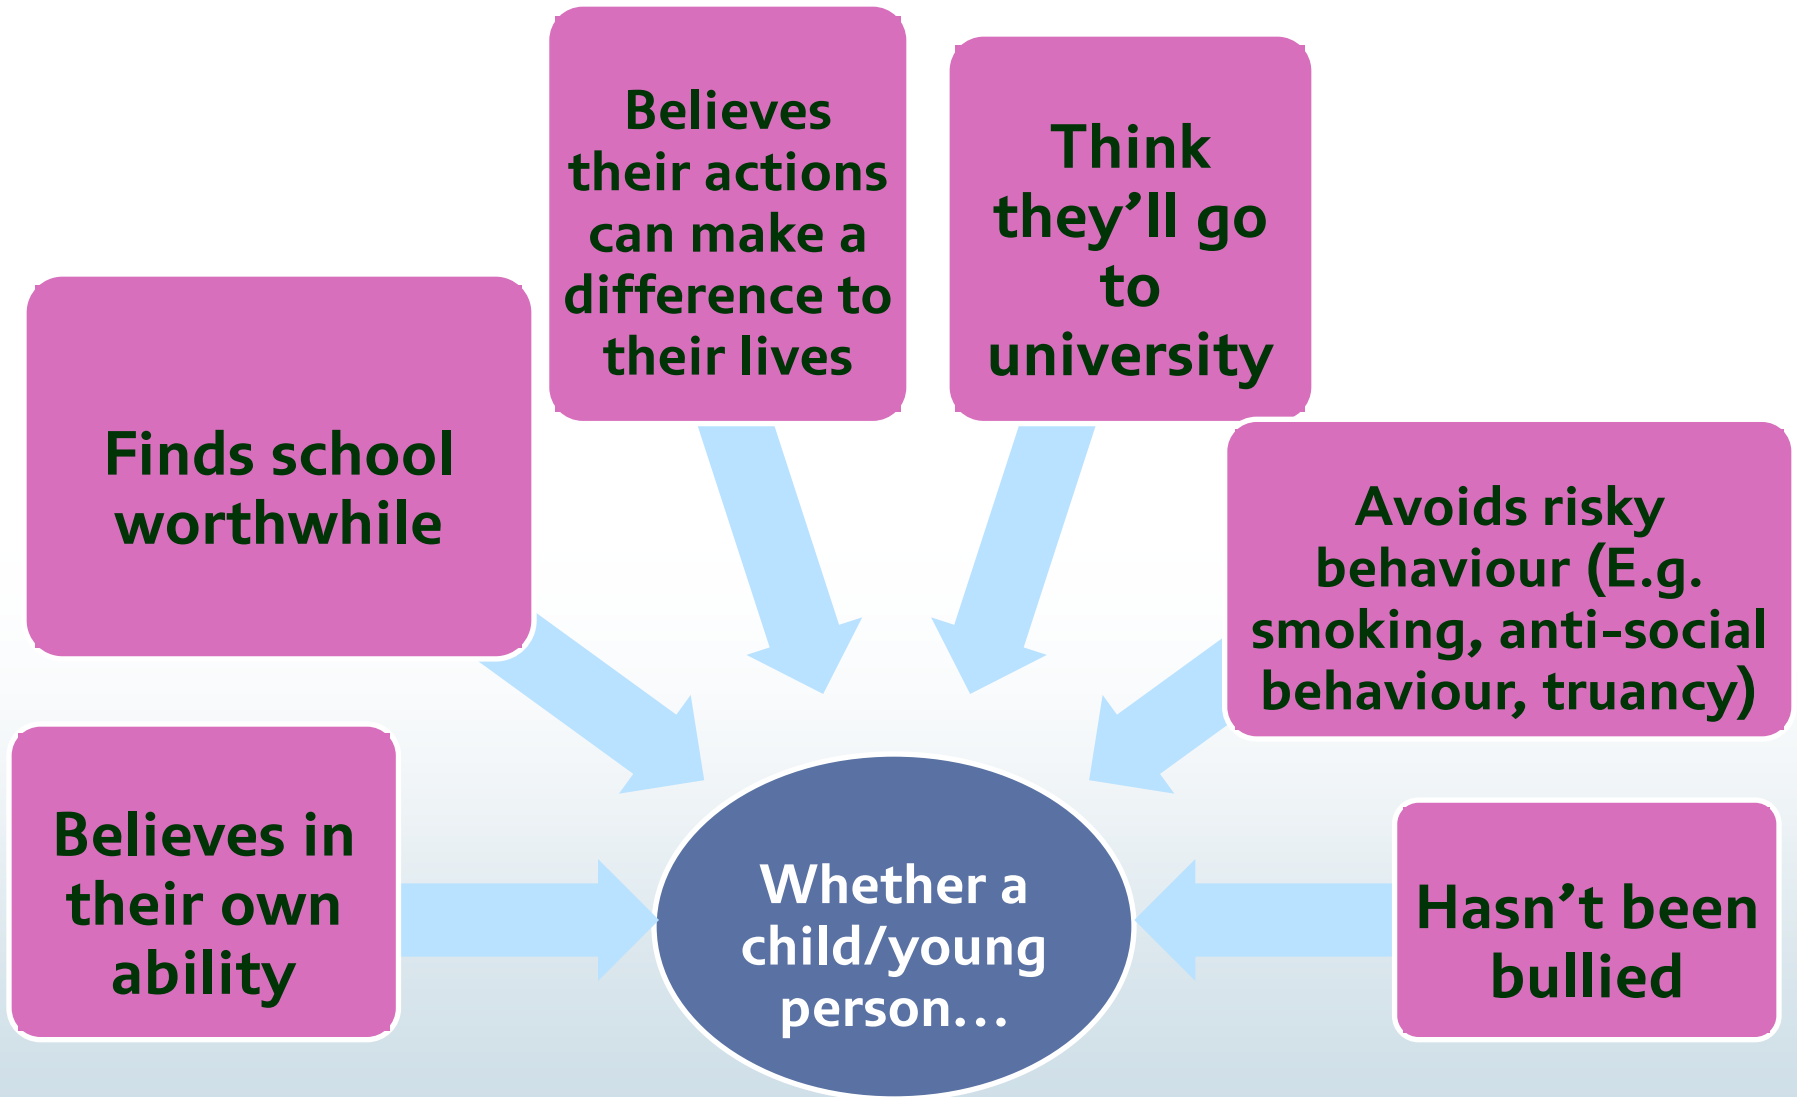 Believes
their actions
can make a
difference to
their lives
Think
they’ll go
to
university
Finds school
worthwhile
Avoids risky
behaviour (E.g.
smoking, anti-social
behaviour, truancy)
Believes in
their own
ability
Whether a
child/young
person…
Hasn’t been
bullied